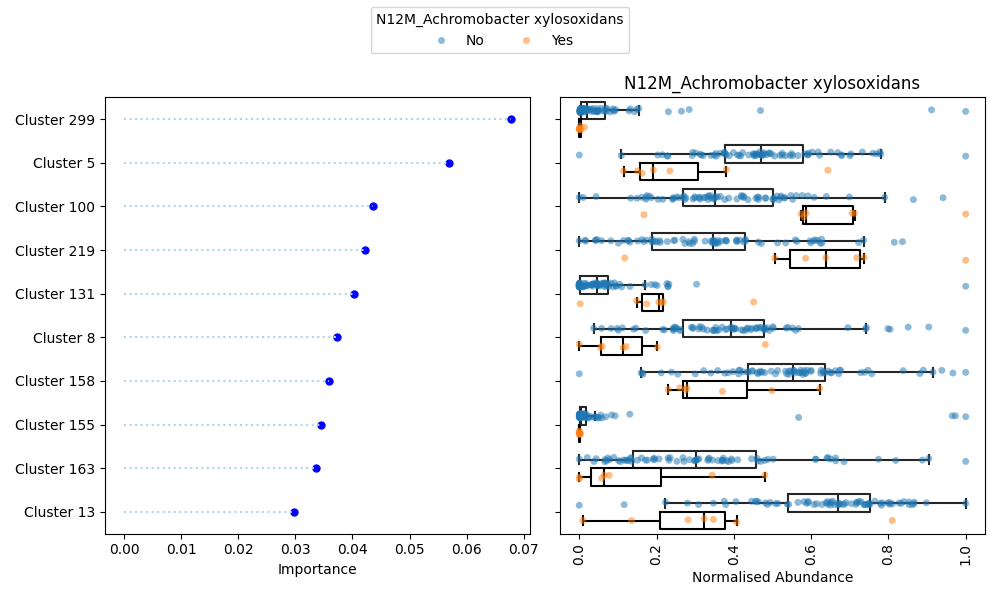 N12M_Achromobacter xylosoxidans
No Yes
N12M_Achromobacter xylosoxidans
Cluster 299
Cluster 5
Cluster 100
Cluster 219
Cluster 131
Cluster 8
Cluster 158
Cluster 155
Cluster 163
Cluster 13
0.00 0.01 0.02 0.03 0.04 0.05 0.06 0.07
Importance
0.0 0.2 0.4 0.6 0.8 1.0
Normalised Abundance